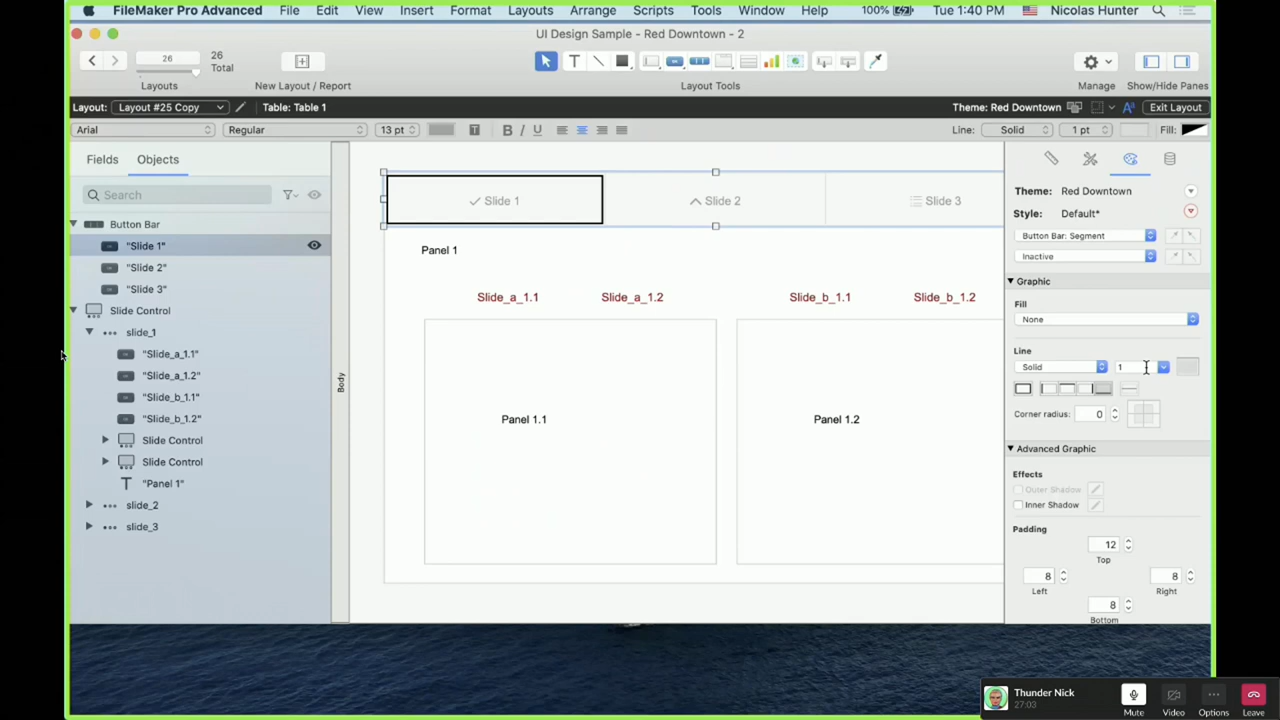 FileMaker Pro Advanced File Edit View Insert Format Layouts Arrange Scripts Tools Window Help 100% Tue 1:40 PM Nicolas Hunter
UI Design Sample - Red Downtown - 2
26 26 Total
Layouts New Layout / Report Layout Tools Manage Show/Hide Panes
Layout: Layout #25 Copy Table: Table 1 Theme: Red Downtown Exit Layout
Arial Regular 13 pt B I U Line: Solid 1 pt Fill:
Fields Objects
Search
Button Bar
"Slide 1"
"Slide 2"
"Slide 3"
Slide Control
slide_1
"Slide_a_1.1"
"Slide_a_1.2"
"Slide_b_1.1"
"Slide_b_1.2"
Slide Control
Slide Control
"Panel 1"
slide_2
slide_3
Body
Slide 1 Slide 2 Slide 3
Panel 1
Slide_a_1.1 Slide_a_1.2 Slide_b_1.1 Slide_b_1.2
Panel 1.1 Panel 1.2
Theme: Red Downtown
Style: Default*
Button Bar: Segment
Inactive
Graphic
Fill
None
Line
Solid 1
Corner radius: 0
Advanced Graphic
Effects
Outer Shadow
Inner Shadow
Padding
12
Top
8 8
Left Right
8
Bottom
Thunder Nick
27:03
Mute Video Options Leave